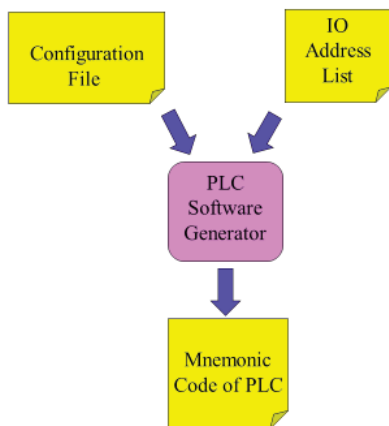 Configuration
File
IO
Address
List
PLC
Software
Generator
Mnemonic
Code of PLC